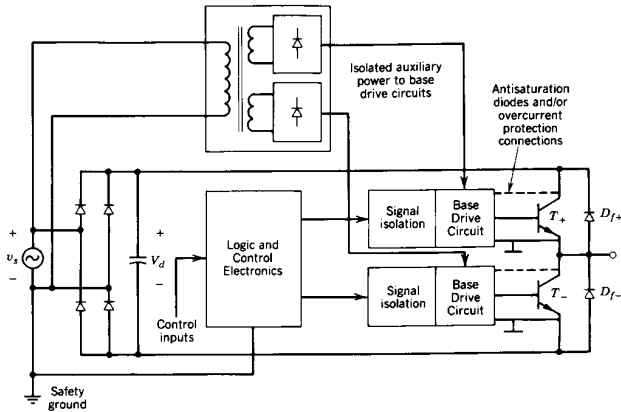 Isolated auxiliary
power to base
drive circuits
Antisaturation
diodes and/or
overcurrent
protection
connections
+
v_s
−
+
V_d
−
Logic and Control
Electronics
Control
inputs
Signal
isolation
Base
Drive
Circuit
T_+
D_f+
Signal
isolation
Base
Drive
Circuit
T_−
D_f−
Safety
ground